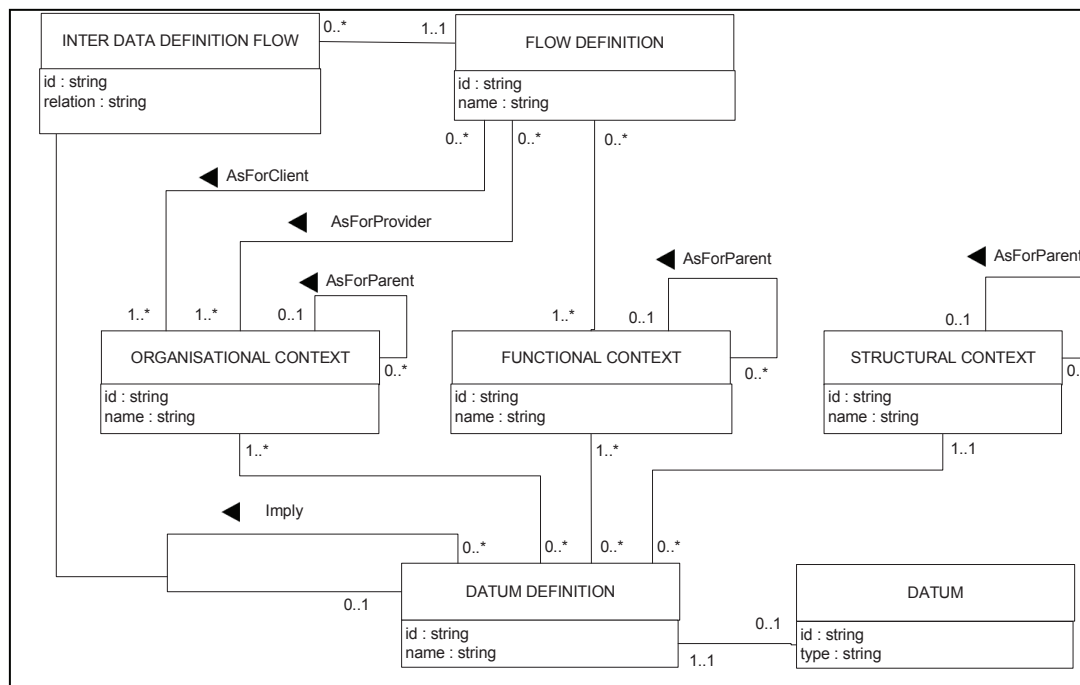 0..*
1..1
INTER DATA DEFINITION FLOW
FLOW DEFINITION
id : string
relation : string
id : string
name : string
0..*
0..*
0..*
AsForClient
AsForProvider
AsForParent
AsForParent
AsForParent
1..*
1..*
0..1
1..*
0..1
0..1
ORGANISATIONAL CONTEXT
0..*
FUNCTIONAL CONTEXT
0..*
STRUCTURAL CONTEXT
0..
id : string
name : string
id : string
name : string
id : string
name : string
1..*
1..*
1..1
Imply
0..*
0..*
0..*
0..*
0..1
DATUM DEFINITION
DATUM
id : string
name : string
0..1
1..1
id : string
type : string